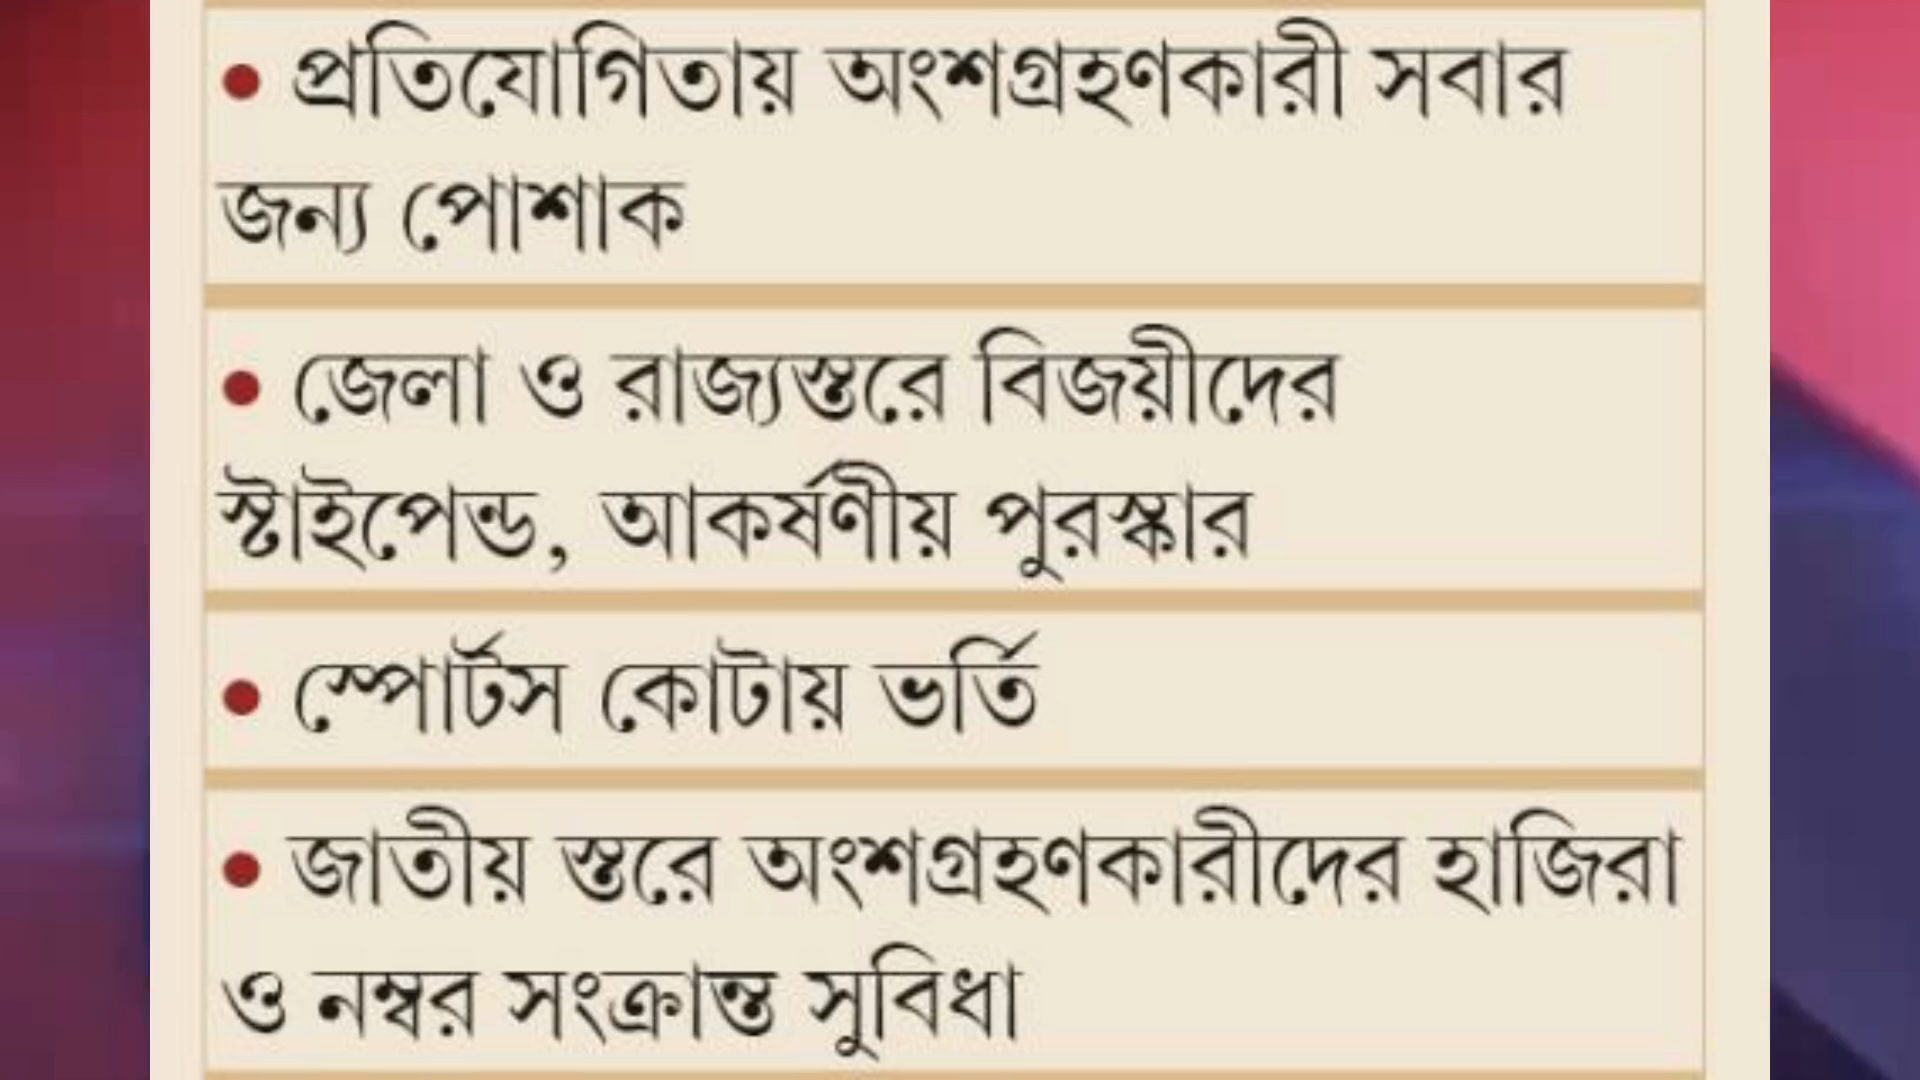 • প্রতিযোগিতায় অংশগ্রহণকারী সবার
জন্য পোশাক
• জেলা ও রাজ্যস্তরে বিজয়ীদের
স্টাইপেন্ড, আকর্ষণীয় পুরস্কার
• স্পোর্টস কোটায় ভর্তি
• জাতীয় স্তরে অংশগ্রহণকারীদের হাজিরা
ও নম্বর সংক্রান্ত সুবিধা